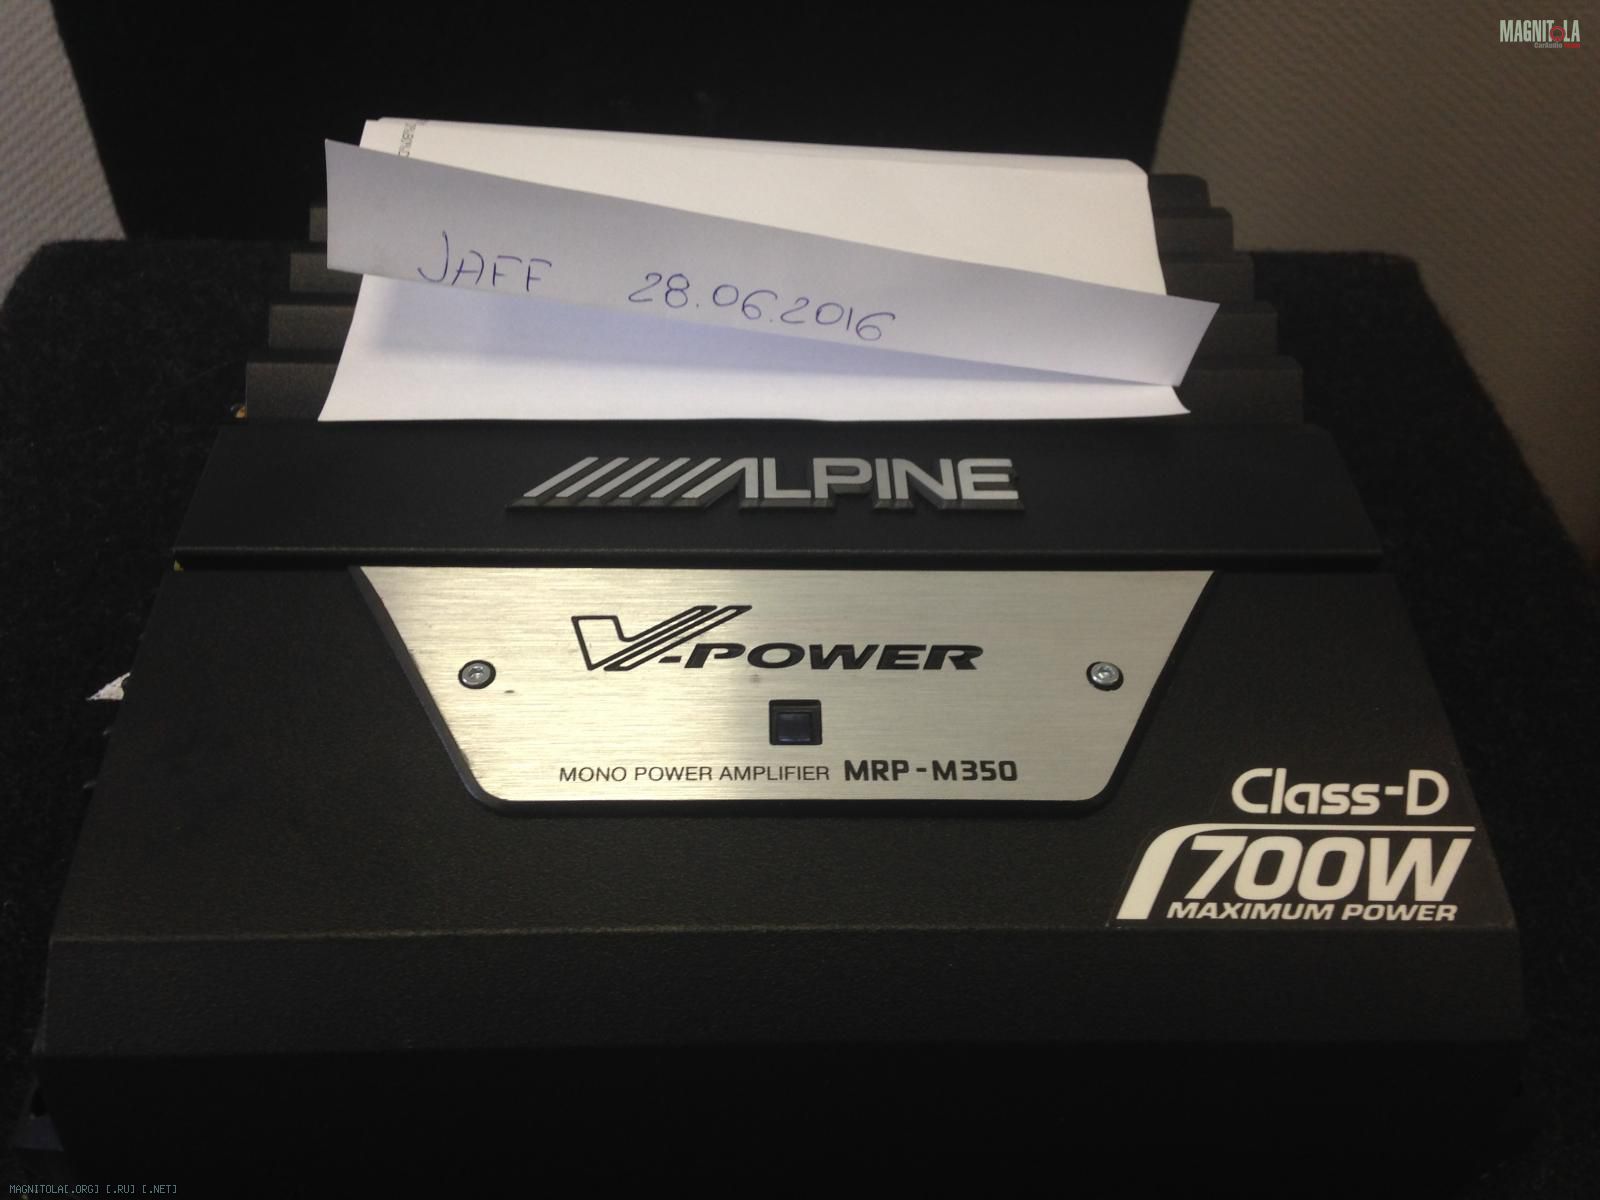 MAGNITOLA
CarAudio
JAFF 28.06.2016
ALPINE
V-POWER
MONO POWER AMPLIFIER MRP-M350
Class-D
700W
MAXIMUM POWER
MAGNITOLA[.ORG] [.RU] [.NET]